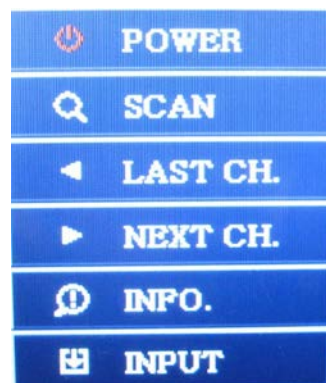 POWER
SCAN
LAST CH.
NEXT CH.
INFO.
INPUT